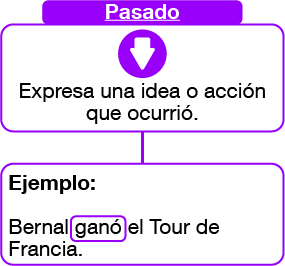 Pasado
Expresa una idea o acción
que ocurrió.
Ejemplo:
Bernal ganó el Tour de
Francia.